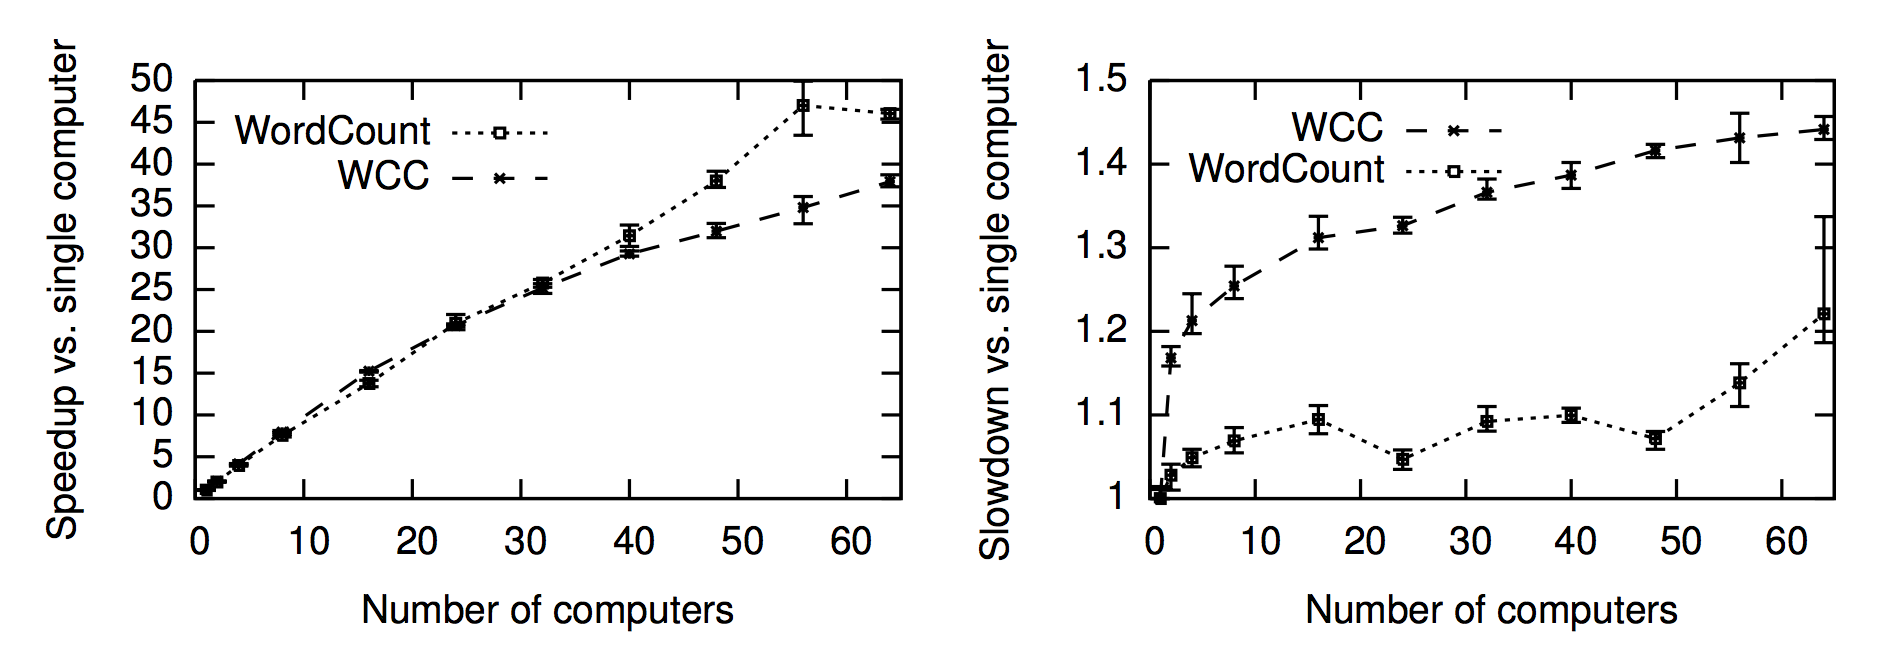 Speedup vs. single computer
50
45
40
35
30
25
20
15
10
5
0
WordCount
WCC
0 10 20 30 40 50 60
Number of computers
Slowdown vs. single computer
1.5
1.4
1.3
1.2
1.1
1
WCC
WordCount
0 10 20 30 40 50 60
Number of computers